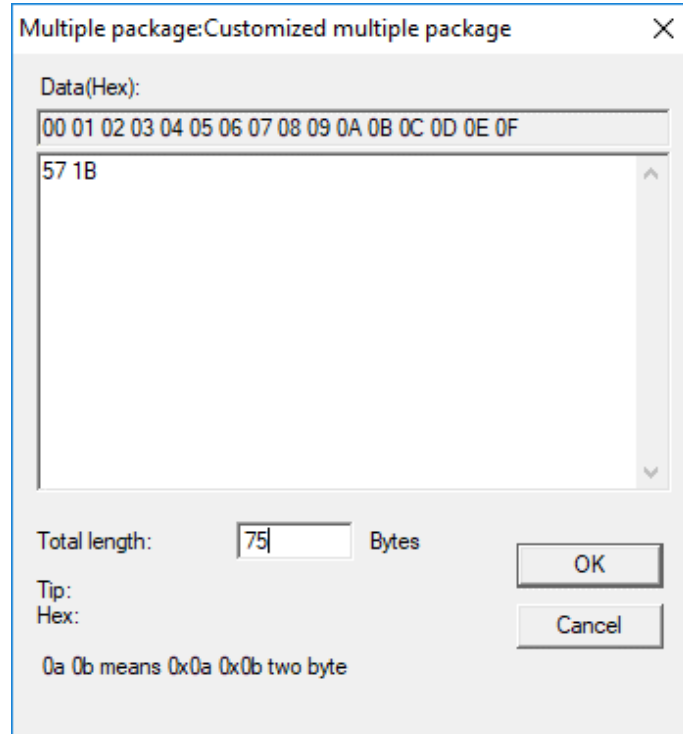 Multiple package:Customized multiple package
Data(Hex):
00 01 02 03 04 05 06 07 08 09 0A 0B 0C 0D 0E 0F
57 1B
Total length: 75 Bytes
OK
Tip:
Hex:
Cancel
0a 0b means 0x0a 0x0b two byte